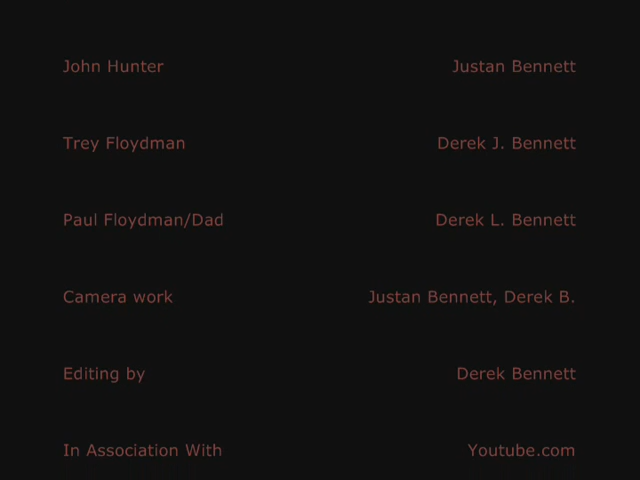 John Hunter Justan Bennett
Trey Floydman Derek J. Bennett
Paul Floydman/Dad Derek L. Bennett
Camera work Justan Bennett, Derek B.
Editing by Derek Bennett
In Association With Youtube.com